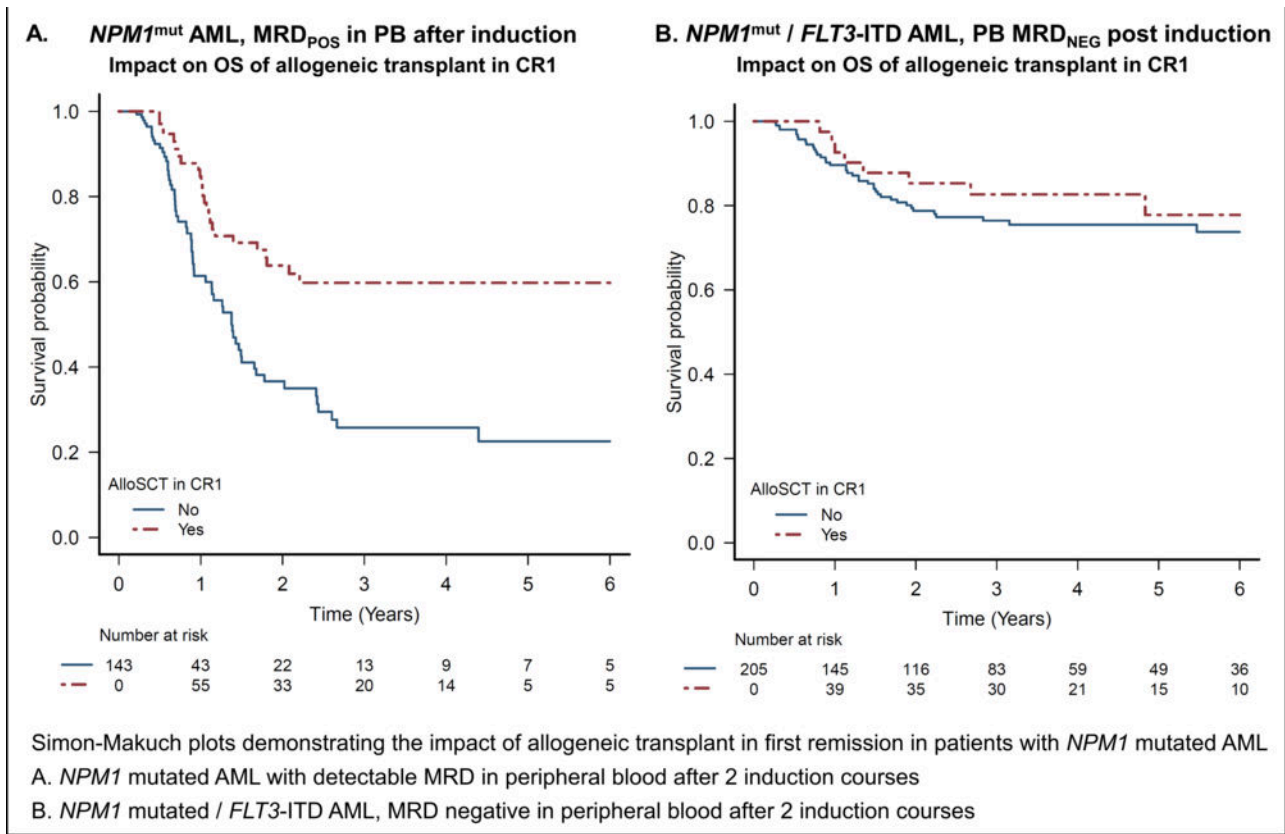 A. NPM1mut AML, MRDPOS in PB after induction
Impact on OS of allogeneic transplant in CR1
Survival probability
1.0
0.8
0.6
0.4
0.2
0.0
AlloSCT in CR1
No
Yes
0 1 2 3 4 5 6
Time (Years)
Number at risk
143 43 22 13 9 7 5
0 55 33 20 14 5 5
B. NPM1mut / FLT3-ITD AML, PB MRDNEG post induction
Impact on OS of allogeneic transplant in CR1
Survival probability
1.0
0.8
0.6
0.4
0.2
0.0
AlloSCT in CR1
No
Yes
0 1 2 3 4 5 6
Time (Years)
Number at risk
205 145 116 83 59 49 36
0 39 35 30 21 15 10
Simon-Makuch plots demonstrating the impact of allogeneic transplant in first remission in patients with NPM1 mutated AML
A. NPM1 mutated AML with detectable MRD in peripheral blood after 2 induction courses
B. NPM1 mutated / FLT3-ITD AML, MRD negative in peripheral blood after 2 induction courses